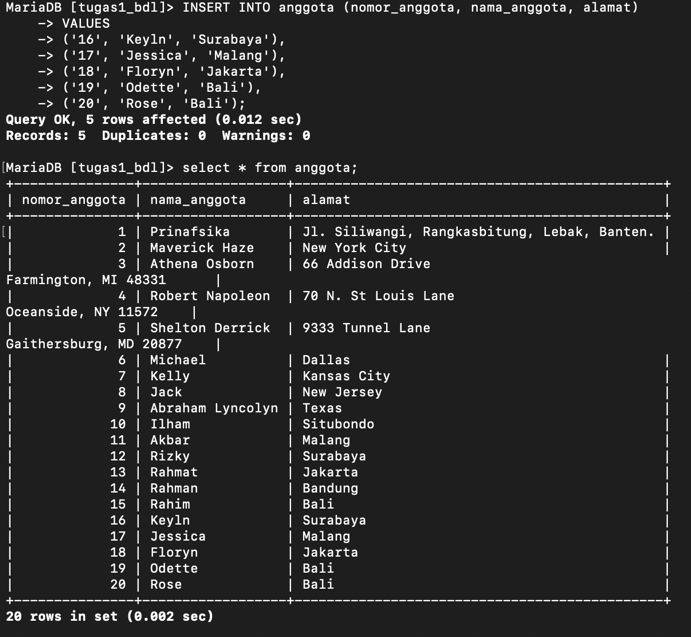 MariaDB [tugas1_bdl]> INSERT INTO anggota (nomor_anggota, nama_anggota, alamat)
    -> VALUES
    -> ('16', 'Keyln', 'Surabaya'),
    -> ('17', 'Jessica', 'Malang'),
    -> ('18', 'Floryn', 'Jakarta'),
    -> ('19', 'Odette', 'Bali'),
    -> ('20', 'Rose', 'Bali');
Query OK, 5 rows affected (0.012 sec)
Records: 5  Duplicates: 0  Warnings: 0

[MariaDB [tugas1_bdl]> select * from anggota;
+---------------+------------------+----------------------------------------------+
| nomor_anggota | nama_anggota     | alamat                                       |
+---------------+------------------+----------------------------------------------+
[|             1 | Prinafsika       | Jl. Siliwangi, Rangkasbitung, Lebak, Banten. |
|             2 | Maverick Haze    | New York City                                |
|             3 | Athena Osborn    | 66 Addison Drive
Farmington, MI 48331      |
|             4 | Robert Napoleon  | 70 N. St Louis Lane
Oceanside, NY 11572    |
|             5 | Shelton Derrick  | 9333 Tunnel Lane
Gaithersburg, MD 20877    |
|             6 | Michael          | Dallas                                       |
|             7 | Kelly            | Kansas City                                  |
|             8 | Jack             | New Jersey                                   |
|             9 | Abraham Lyncolyn | Texas                                        |
|            10 | Ilham            | Situbondo                                    |
|            11 | Akbar            | Malang                                       |
|            12 | Rizky            | Surabaya                                     |
|            13 | Rahmat           | Jakarta                                      |
|            14 | Rahman           | Bandung                                      |
|            15 | Rahim            | Bali                                         |
|            16 | Keyln            | Surabaya                                     |
|            17 | Jessica          | Malang                                       |
|            18 | Floryn           | Jakarta                                      |
|            19 | Odette           | Bali                                         |
|            20 | Rose             | Bali                                         |
+---------------+------------------+----------------------------------------------+
20 rows in set (0.002 sec)